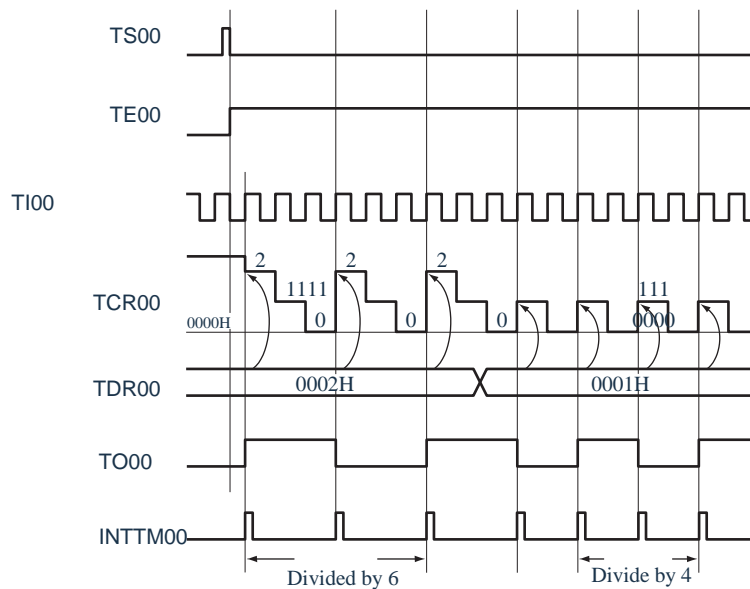 TS00
TE00
TI00
2 2 2
1111 111
TCR00
0000H 0 0 0 0000
TDR00 0002H 0001H
TO00
INTTM00
Divided by 6 Divide by 4